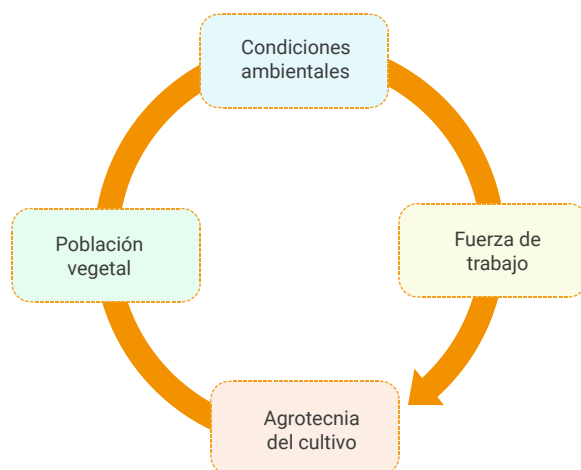 Condiciones
ambientales
Fuerza de
trabajo
Agrotecnia
del cultivo
Población
vegetal